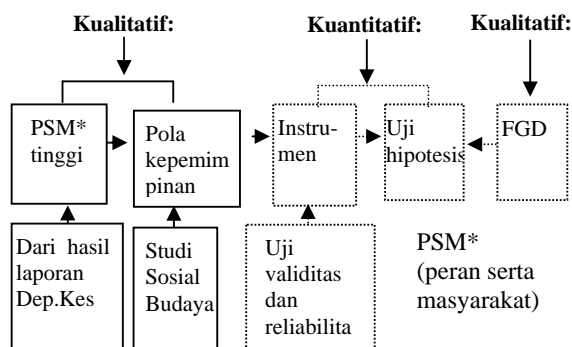 Kualitatif:
Kuantitatif:
Kualitatif:
PSM*
tinggi
Pola
kepemim
pinan
Instru-
men
Uji
hipotesis
FGD
Dari hasil
laporan
Dep.Kes
Studi
Sosial
Budaya
Uji
validitas
dan
reliabilita
PSM*
(peran serta
masyarakat)